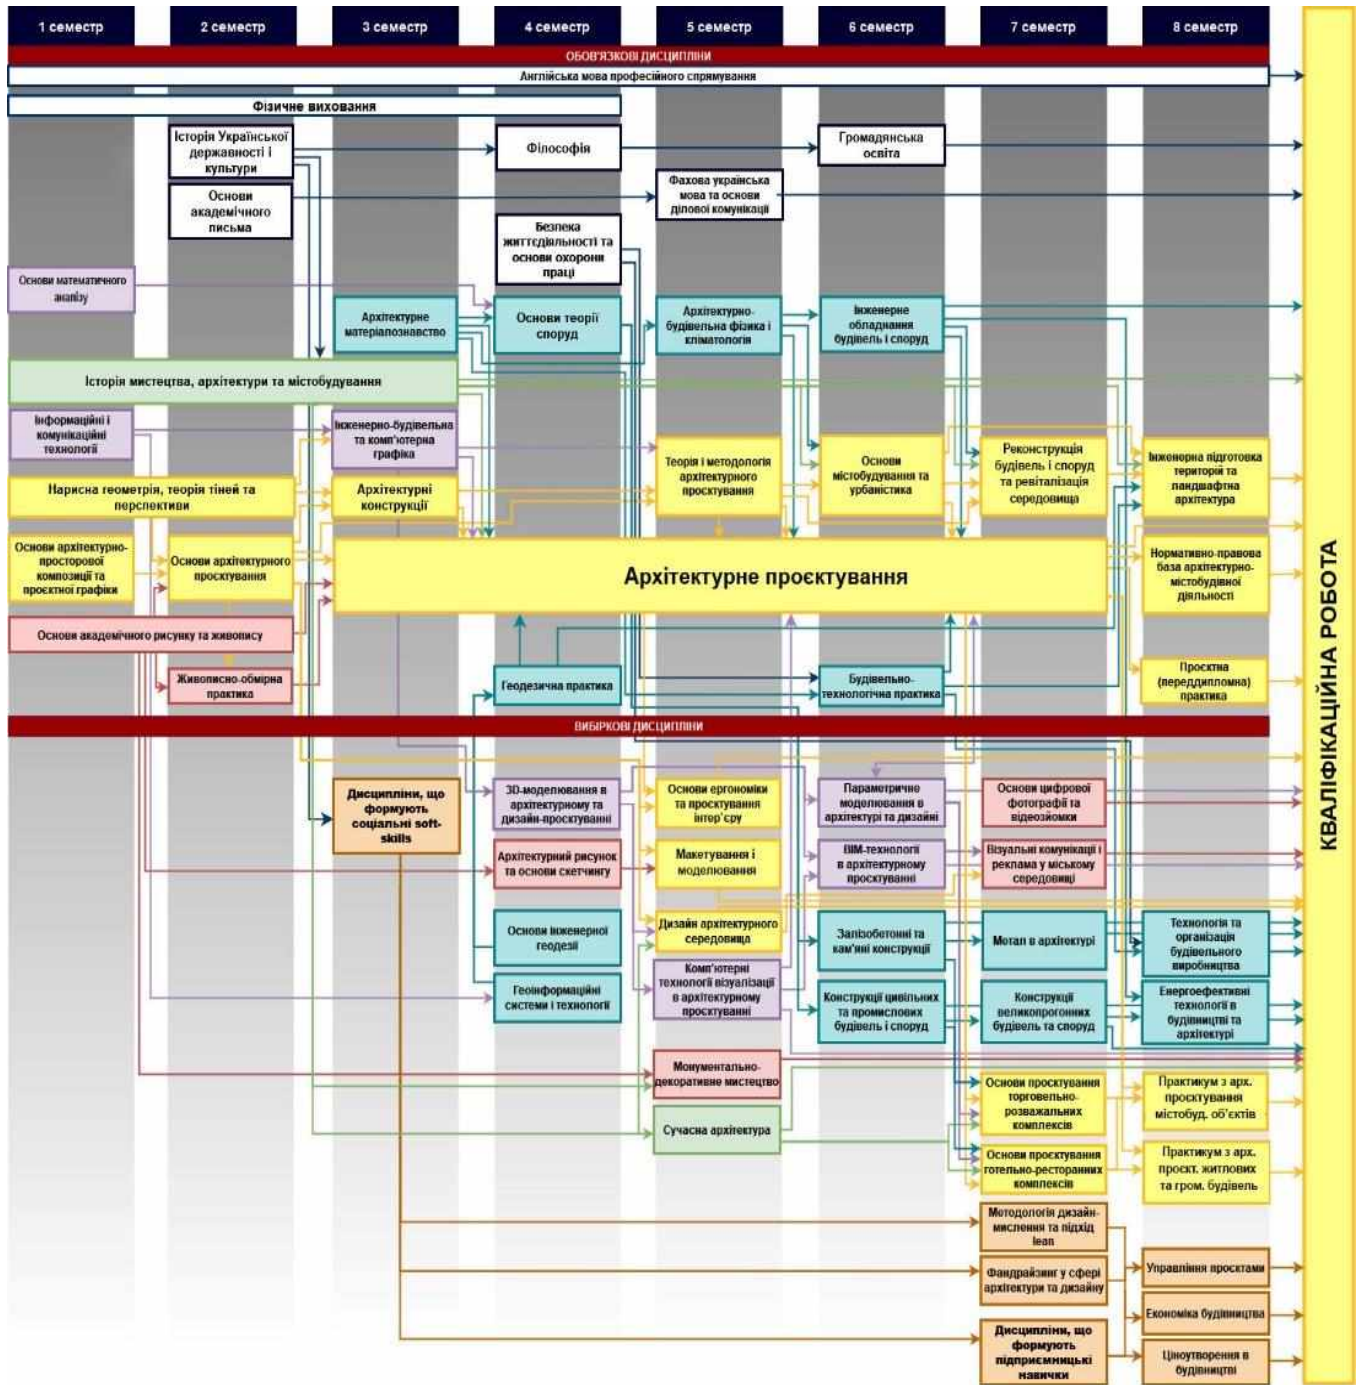 1 семестр
2 семестр
3 семестр
4 семестр
5 семестр
6 семестр
7 семестр
8 семестр
ОБОВ'ЯЗКОВІ ДИСЦИПЛІНИ
Англійська мова професійного спрямування
Фізичне виховання
Історія Української
державності і
культури
Філософія
Громадянська
освіта
Основи
академічного
письма
Фахова українська
мова та основи
ділової комунікації
Безпека
життєдіяльності та
основи охорони
праці
Основи математичного
аналізу
Архітектурне
матеріалознавство
Основи теорії
споруд
Архітектурно-
будівельна фізика і
кліматологія
Інженерне
обладнання
будівель і споруд
Історія мистецтва, архітектури та містобудування
Інформаційні і
комунікаційні
технології
Інженерно-будівельна
та комп'ютерна
графіка
Теорія і методологія
архітектурного
проєктування
Основи
містобудування та
урбаністика
Реконструкція
будівель і споруд
та ревіталізація
середовища
Інженерна підготовка
територій та
ландшафтна
архітектура
Нарисна геометрія, теорія тіней та
перспективи
Архітектурні
конструкції
Основи архітектурно-
просторової
композиції та
проєктної графіки
Основи архітектурного
проєктування
Архітектурне проєктування
Нормативно-правова
база архітектурно-
містобудівної
діяльності
Основи академічного рисунку та живопису
Живописно-обмірна
практика
Геодезична практика
Будівельно-
технологічна практика
Проєктна
(переддипломна)
практика
ВИБІРКОВІ ДИСЦИПЛІНИ
Дисципліни, що
формують
соціальні soft-
skills
3D-моделювання в
архітектурному та
дизайн-проєктуванні
Основи ергономіки
та проєктування
інтер'єру
Параметричне
моделювання в
архітектурі та дизайні
Основи цифрової
фотографії та
відеозйомки
Архітектурний рисунок
та основи скетчингу
Макетування і
моделювання
BIM-технології
в архітектурному
проєктуванні
Візуальні комунікації і
реклама у міському
середовищі
Основи інженерної
геодезії
Дизайн архітектурного
середовища
Залізобетонні та
кам'яні конструкції
Метал в архітектурі
Технологія та
організація
будівельного
виробництва
Геоінформаційні
системи і технології
Комп'ютерні
технології візуалізації
в архітектурному
проєктуванні
Конструкції цивільних
та промислових
будівель і споруд
Конструкції
великопрогонних
будівель та споруд
Енергоефективні
технології в
будівництві та
архітектурі
Монументально-
декоративне мистецтво
Основи проєктування
торговельно-
розважальних
комплексів
Практикум з арх.
проєктування
містобуд. об'єктів
Сучасна архітектура
Основи проєктування
готельно-ресторанних
комплексів
Практикум з арх.
проєкт. житлових
та гром. будівель
Методологія дизайн-
мислення та підхід
lean
Фандрайзинг у сфері
архітектури та дизайну
Управління проєктами
Економіка будівництва
Дисципліни, що
формують
підприємницькі
навички
Ціноутворення в
будівництві
КВАЛІФІКАЦІЙНА РОБОТА